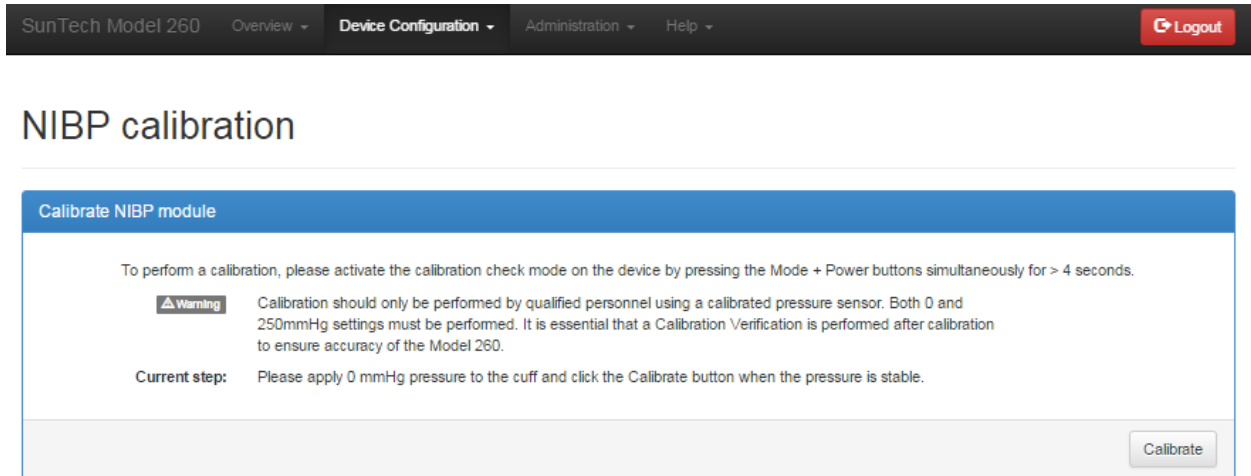 SunTech Model 260 Overview Device Configuration Administration Help Logout
NIBP calibration
Calibrate NIBP module
To perform a calibration, please activate the calibration check mode on the device by pressing the Mode + Power buttons simultaneously for > 4 seconds.
Warning Calibration should only be performed by qualified personnel using a calibrated pressure sensor. Both 0 and
250mmHg settings must be performed. It is essential that a Calibration Verification is performed after calibration
to ensure accuracy of the Model 260.
Current step: Please apply 0 mmHg pressure to the cuff and click the Calibrate button when the pressure is stable.
Calibrate